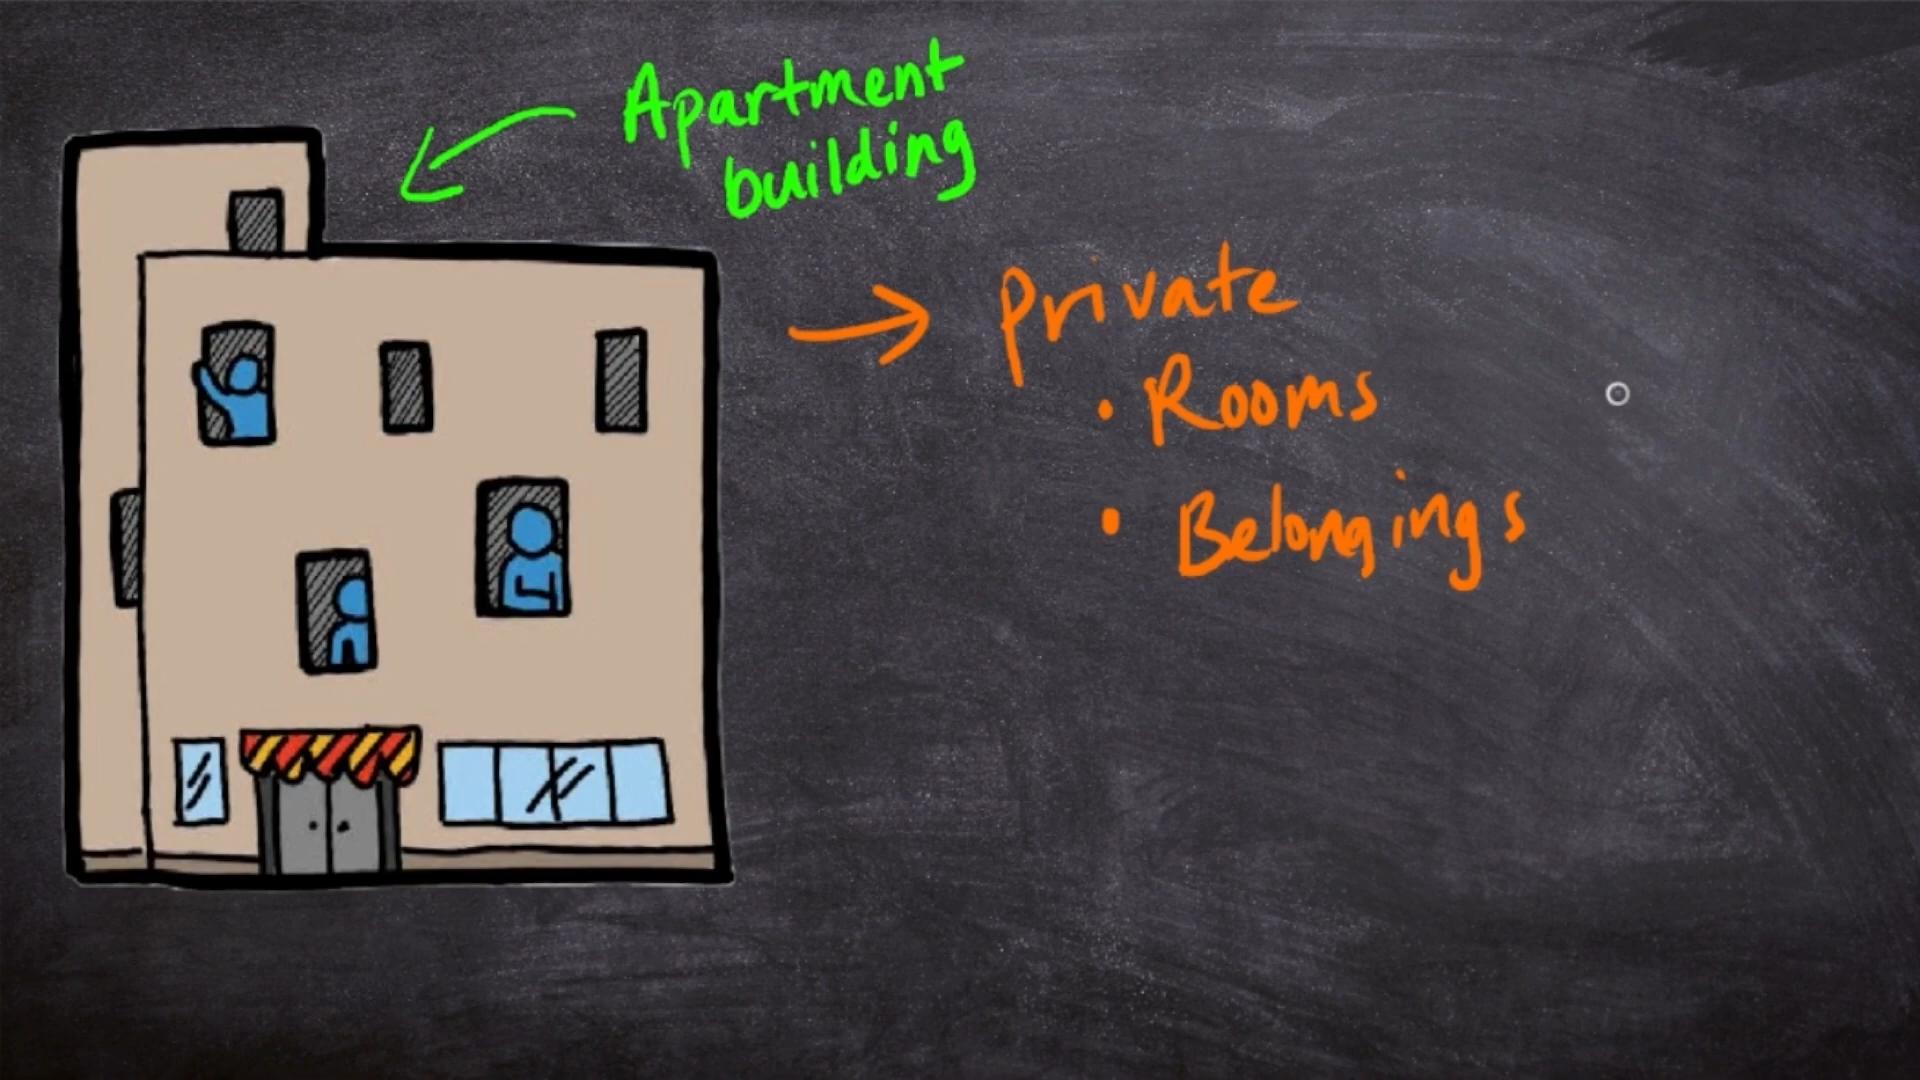 Apartment
building
→ Private
• Rooms
• Belongings